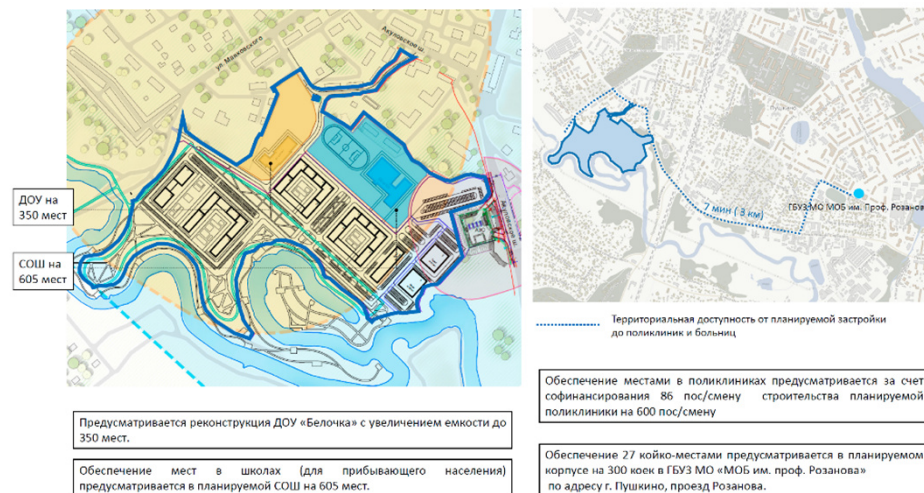 ул. Маяковского
Акуловское ш.
ДОУ на
350 мест
СОШ на
605 мест
Предусматривается реконструкция ДОУ «Белочка» с увеличением емкости до
350 мест.
Обеспечение мест в школах (для прибывающего населения)
предусматривается в планируемой СОШ на 605 мест.
7 мин ( 3 км)
ГБУЗ МО МОБ им. Проф. Розанова
Территориальная доступность от планируемой застройки
до поликлиник и больниц
Обеспечение местами в поликлиниках предусматривается за счет
софинансирования 86 пос/смену строительства планируемой
поликлиники на 600 пос/смену
Обеспечение 27 койко-местами предусматривается в планируемом
корпусе на 300 коек в ГБУЗ МО «МОБ им. проф. Розанова»
по адресу г. Пушкино, проезд Розанова.